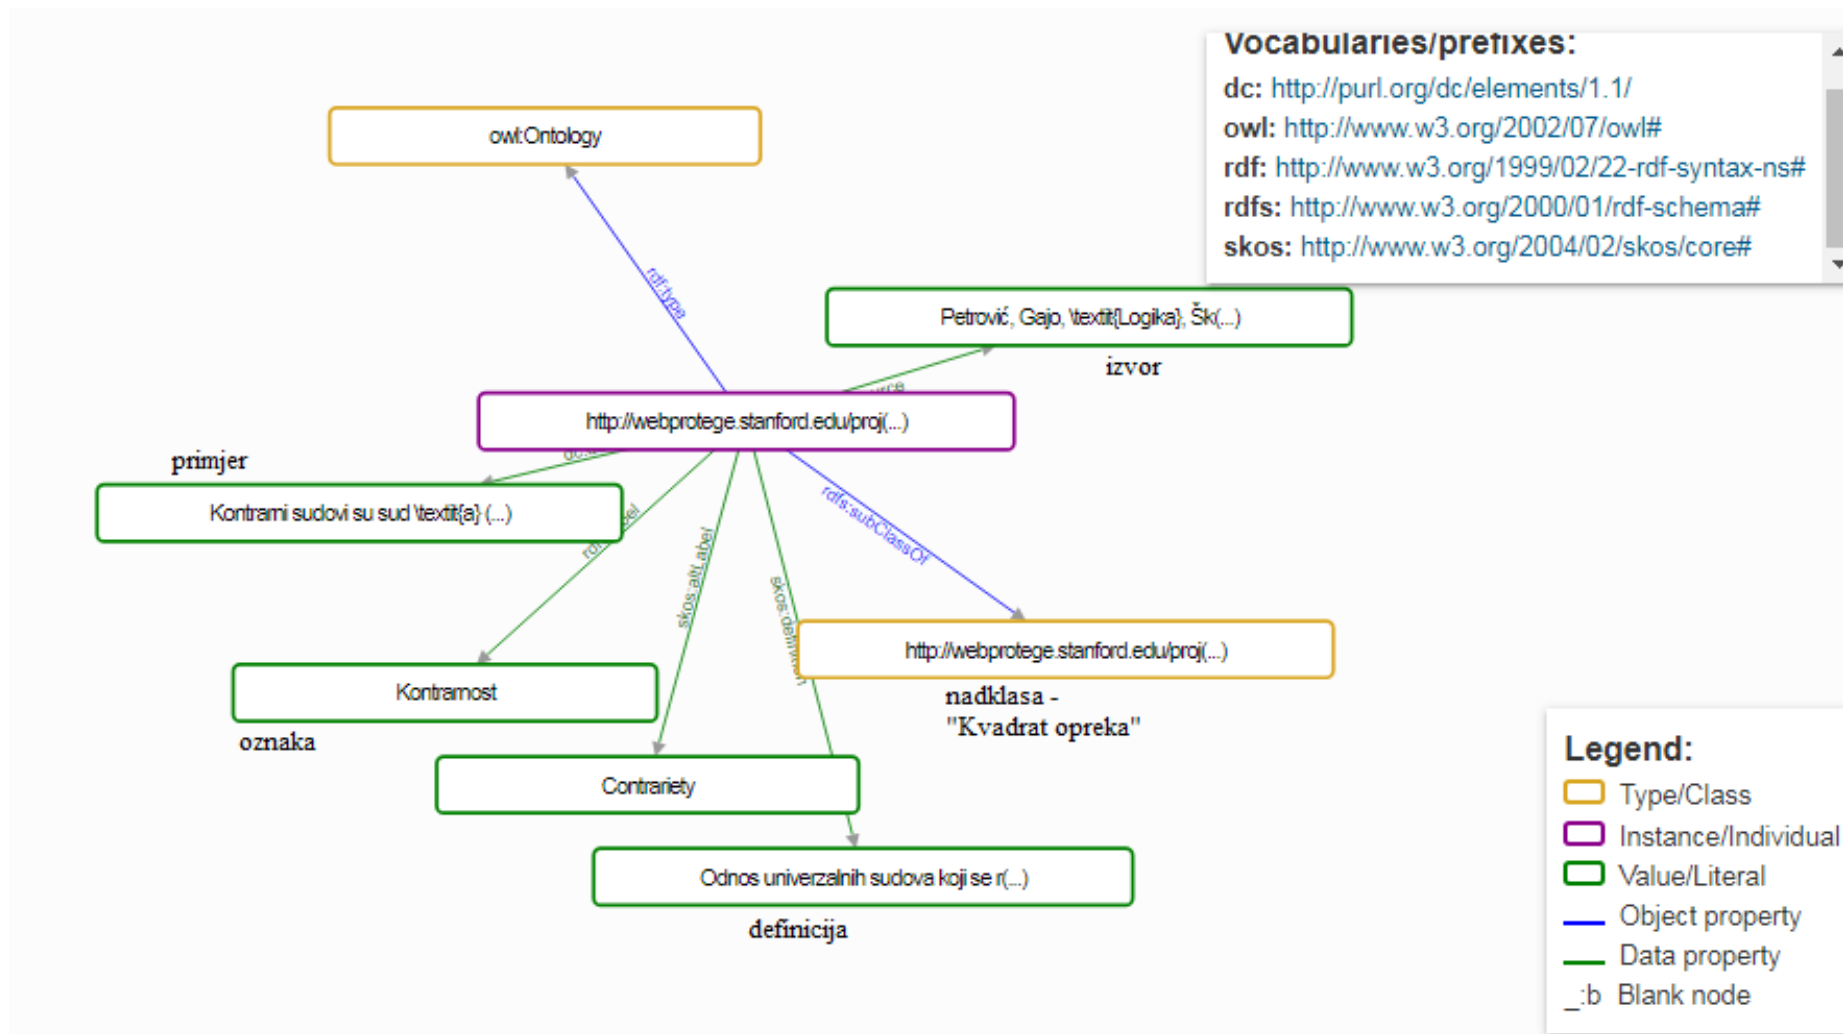 Vocabularies/prefixes:
dc: http://purl.org/dc/elements/1.1/
owl: http://www.w3.org/2002/07/owl#
rdf: http://www.w3.org/1999/02/22-rdf-syntax-ns#
rdfs: http://www.w3.org/2000/01/rdf-schema#
skos: http://www.w3.org/2004/02/skos/core#
owl:Ontology
rdf:type
Petrović, Gajo, \textit{Logika}, Šk(...)
izvor
http://webprotege.stanford.edu/proj(...)
primjer
Kontrarni sudovi su sud \textit{a} (...)
rdfs:subClassOf
skos:altLabel
http://webprotege.stanford.edu/proj(...)
nadklasa -
"Kvadrat opreka"
Kontrarnost
oznaka
Contrariety
Odnos univerzalnih sudova koji se r(...)
definicija
Legend:
Type/Class
Instance/Individual
Value/Literal
Object property
Data property
_:b Blank node